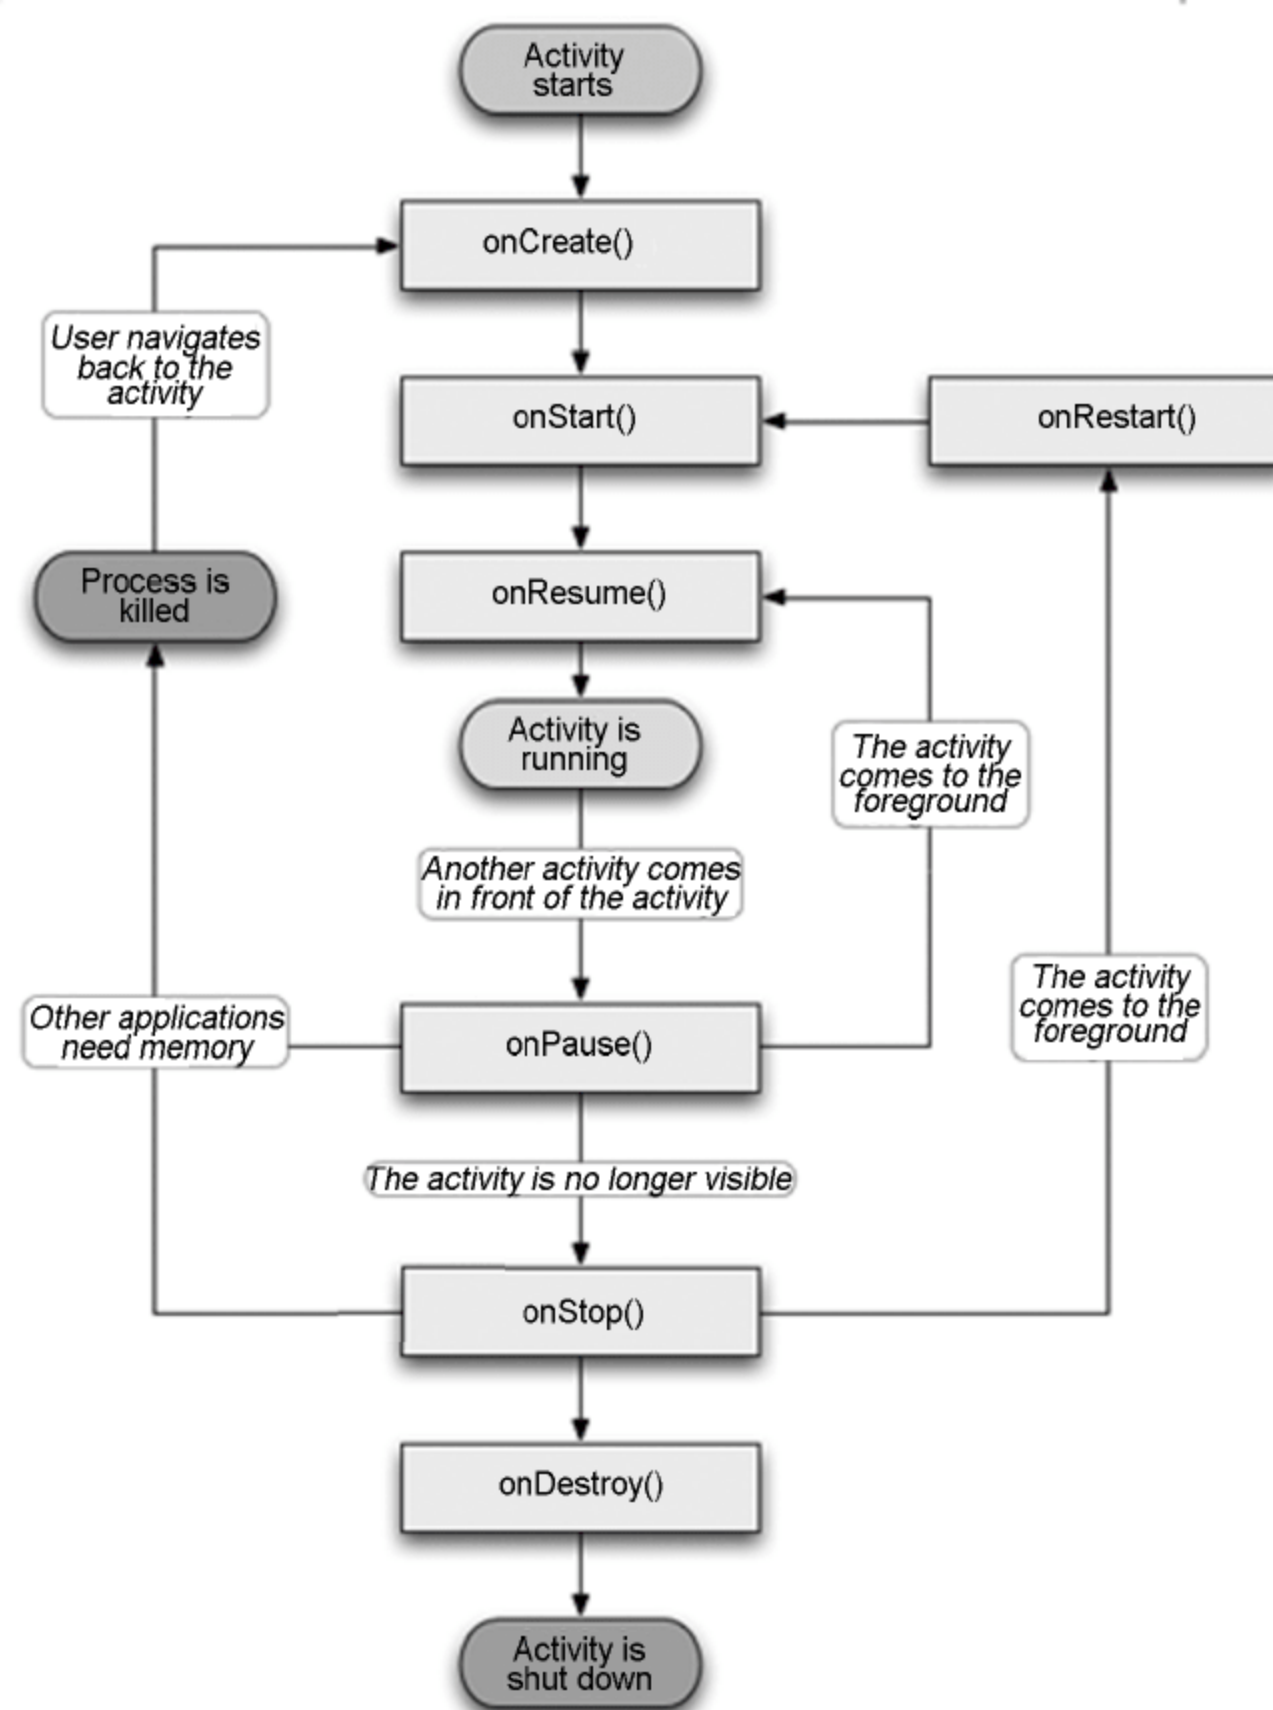 Activity
starts
onCreate()
User navigates
back to the
activity
onStart()
onRestart()
Process is
killed
onResume()
Activity is
running
The activity
comes to the
foreground
Another activity comes
in front of the activity
The activity
comes to the
foreground
Other applications
need memory
onPause()
The activity is no longer visible
onStop()
onDestroy()
Activity is
shut down